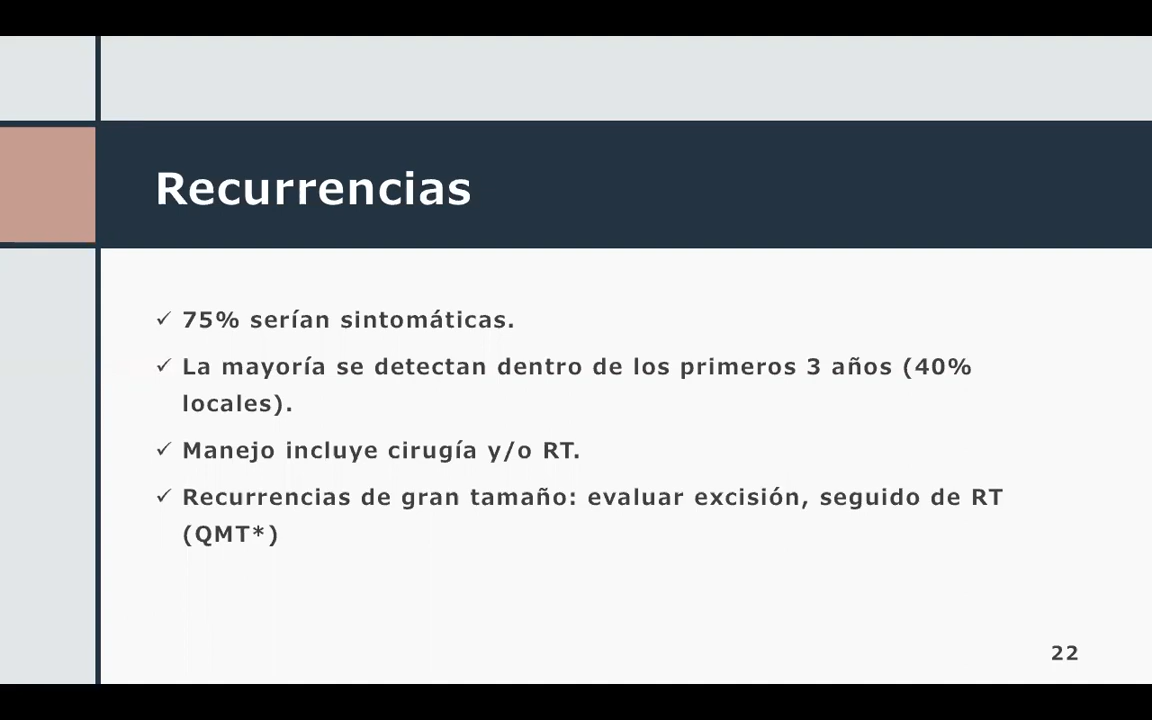 Recurrencias
✓ 75% serían sintomáticas.
✓ La mayoría se detectan dentro de los primeros 3 años (40%
locales).
✓ Manejo incluye cirugía y/o RT.
✓ Recurrencias de gran tamaño: evaluar excisión, seguido de RT
(QMT*)
22